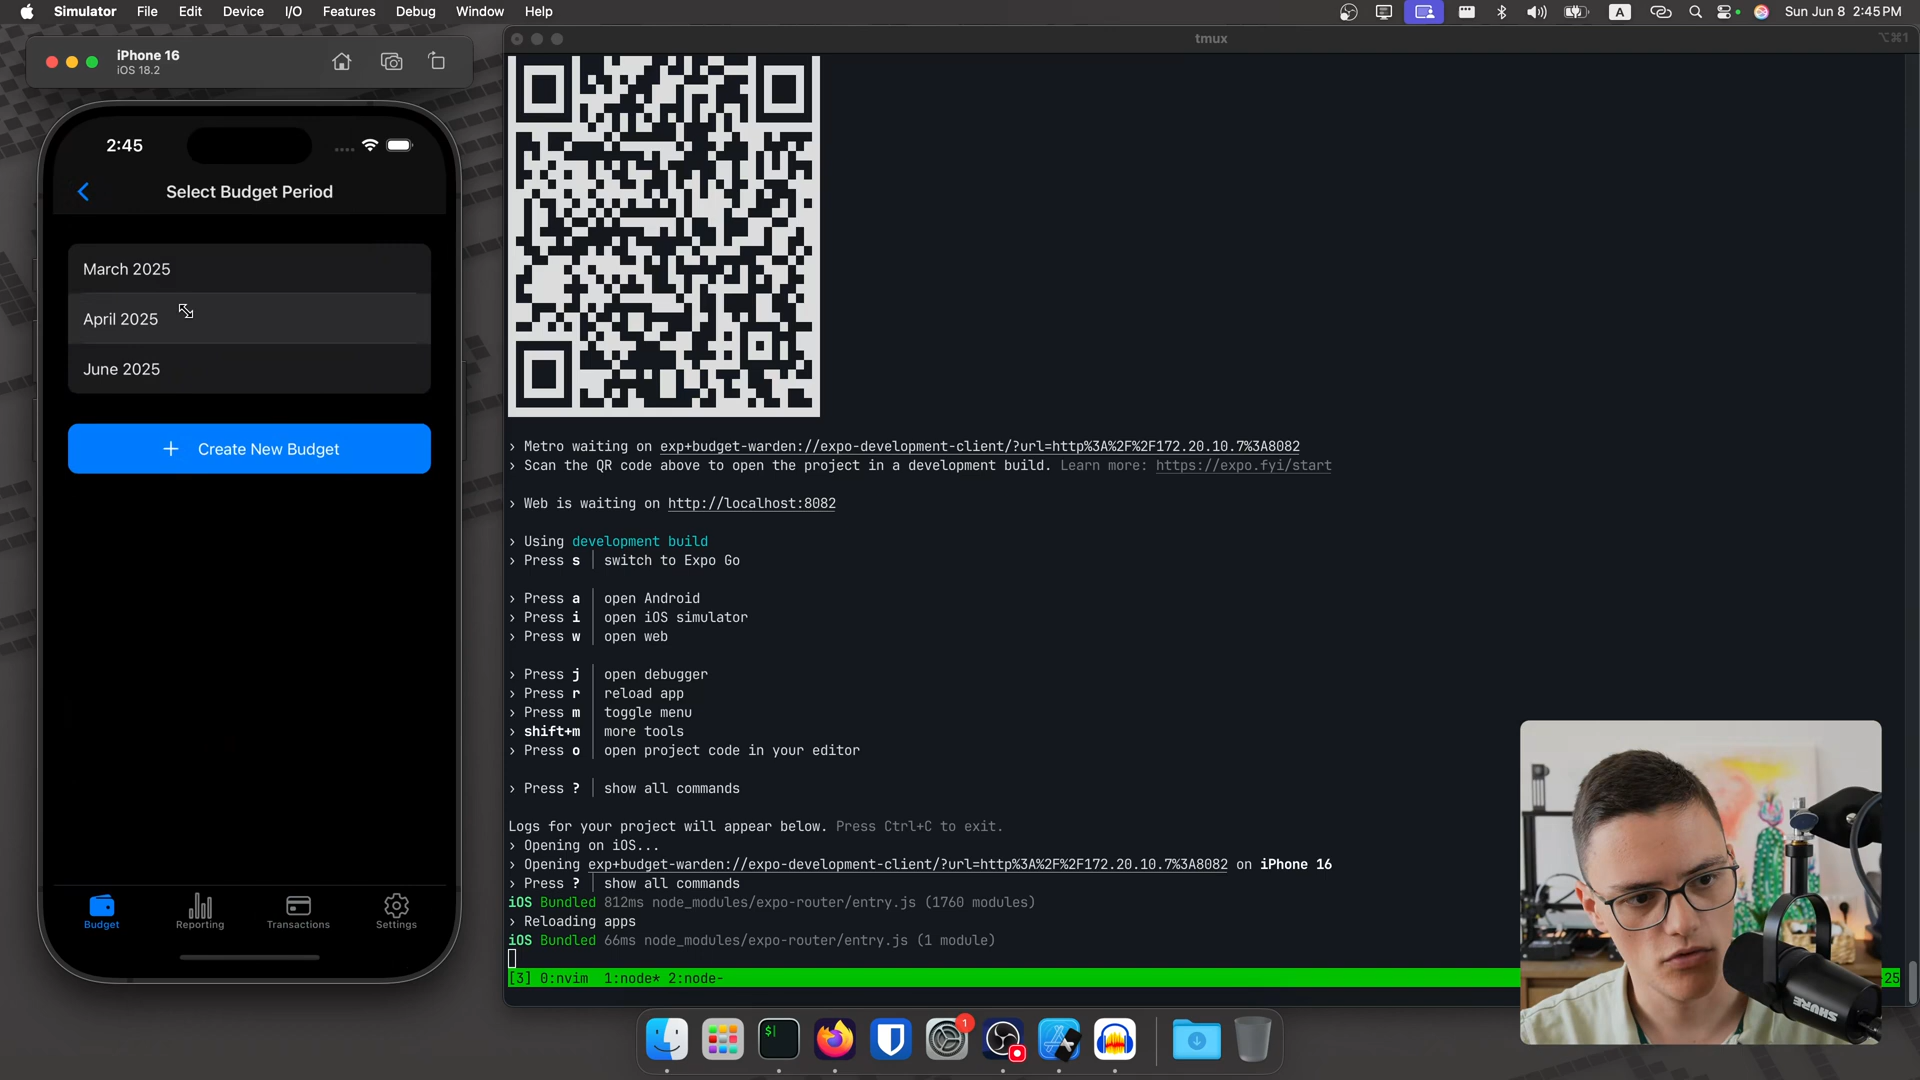 Simulator File Edit Device I/O Features Debug Window Help
A Sun Jun 8 2:45 PM
iPhone 16
iOS 18.2
tmux
⌥⌘1
2:45
Select Budget Period
March 2025
April 2025
June 2025
+ Create New Budget
Budget Reporting Transactions Settings
› Metro waiting on exp+budget-warden://expo-development-client/?url=http%3A%2F%2F172.20.10.7%3A8082
› Scan the QR code above to open the project in a development build. Learn more: https://expo.fyi/start
› Web is waiting on http://localhost:8082
› Using development build
› Press s │ switch to Expo Go
› Press a │ open Android
› Press i │ open iOS simulator
› Press w │ open web
› Press j │ open debugger
› Press r │ reload app
› Press m │ toggle menu
› shift+m │ more tools
› Press o │ open project code in your editor
› Press ? │ show all commands
Logs for your project will appear below. Press Ctrl+C to exit.
› Opening on iOS...
› Opening exp+budget-warden://expo-development-client/?url=http%3A%2F%2F172.20.10.7%3A8082 on iPhone 16
› Press ? │ show all commands
iOS Bundled 812ms node_modules/expo-router/entry.js (1760 modules)
› Reloading apps
iOS Bundled 66ms node_modules/expo-router/entry.js (1 module)
[3] 0:nvim 1:node* 2:node-
25
SHURE
$
1